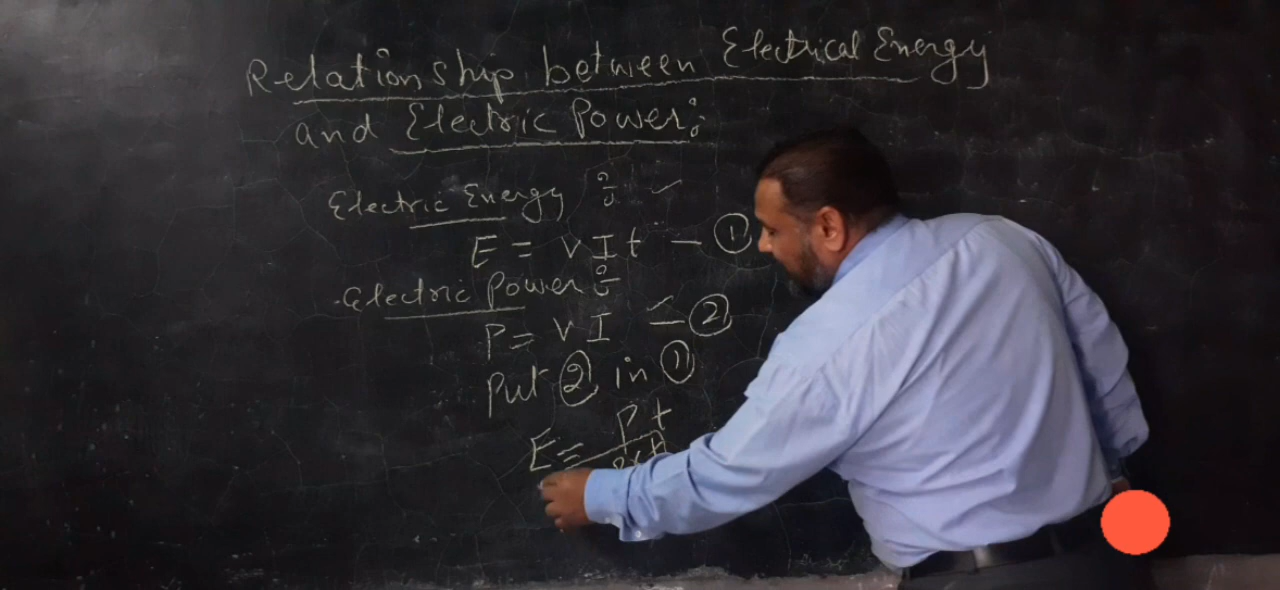 Relationship between Electrical Energy
and Electric Power:
Electric Energy :
E = VIt — ①
Electric Power :
P = VI — ②
Put ② in ①
E = Pt